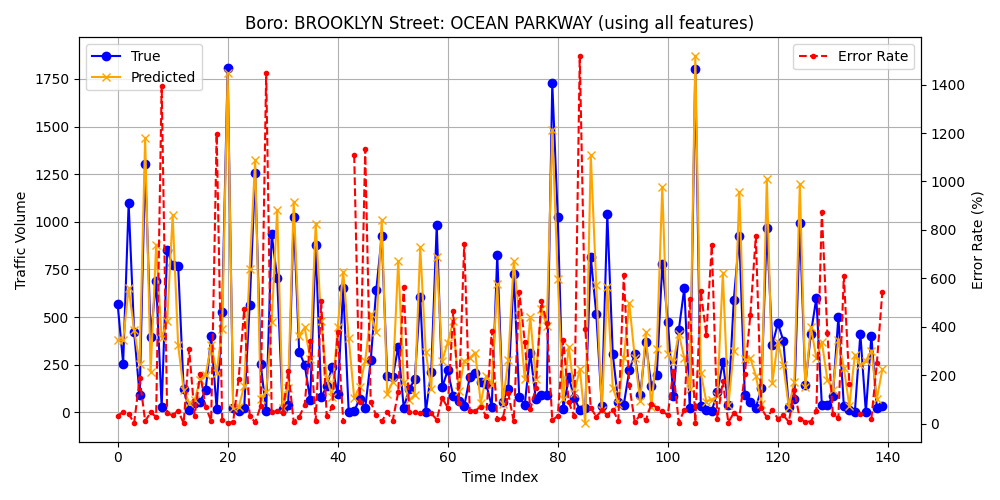 Boro: BROOKLYN Street: OCEAN PARKWAY (using all features)
True
Predicted
Error Rate
Traffic Volume
1750
1500
1250
1000
750
500
250
0
Error Rate (%)
1400
1200
1000
800
600
400
200
0
0 20 40 60 80 100 120 140
Time Index